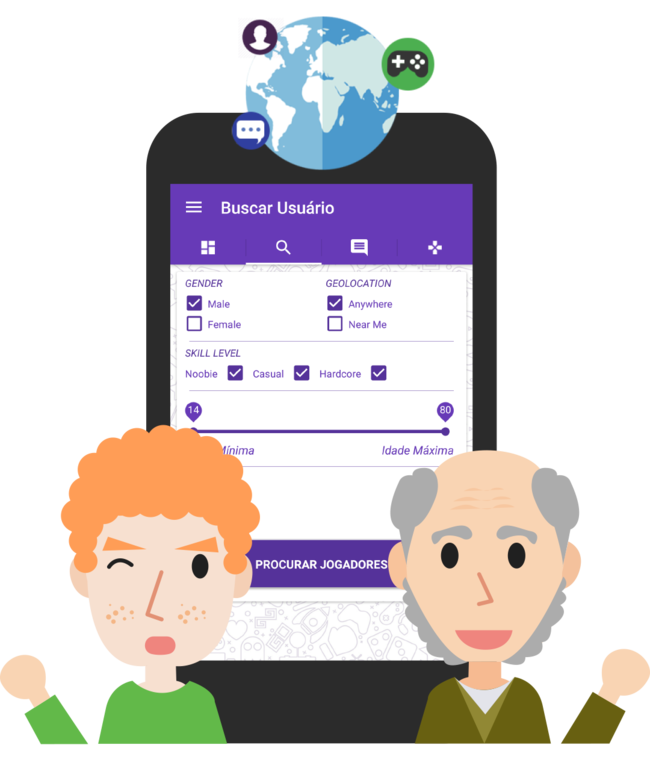 Buscar Usuário
GENDER GEOLOCATION
Male Anywhere
Female Near Me
SKILL LEVEL
Noobie Casual Hardcore
14 80
Idade Máxima
PROCURAR JOGADORES